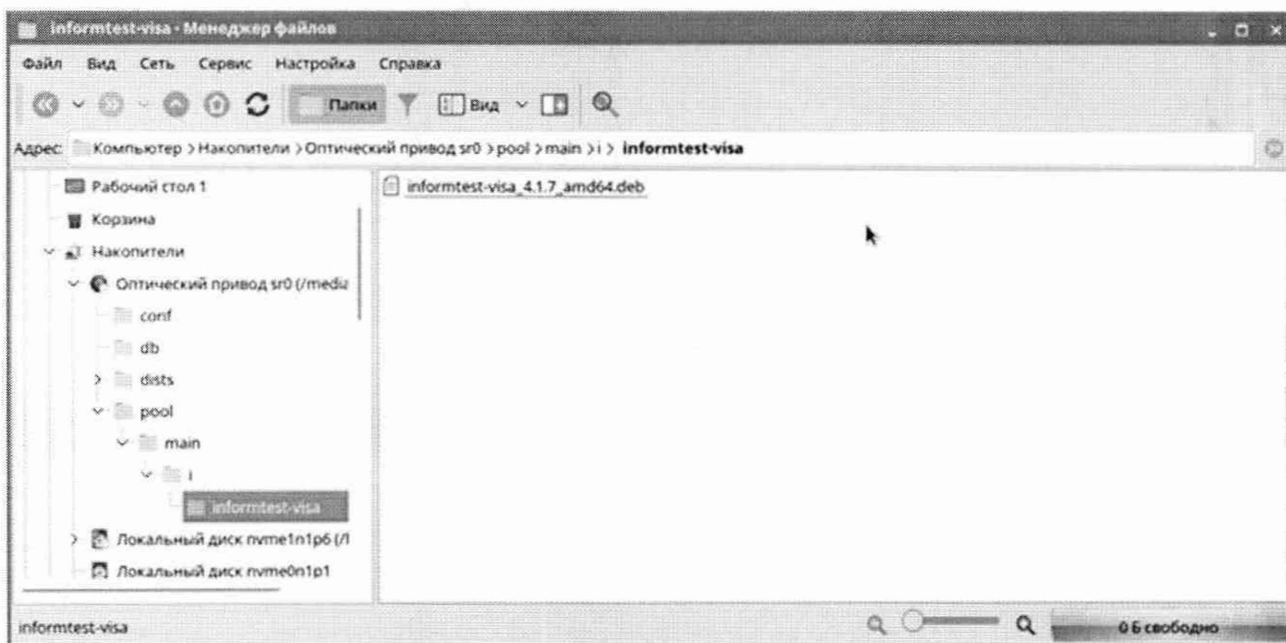 informtest-visa - Менеджер файлов
Файл Вид Сеть Сервис Настройка Справка
Папки Вид
Адрес: Компьютер > Накопители > Оптический привод sr0 > pool > main > i > informtest-visa
Рабочий стол 1
Корзина
Накопители
Оптический привод sr0 (/media
conf
db
dists
pool
main
i
informtest-visa
Локальный диск nvme1n1p6 (/l
Локальный диск nvme0n1p1
informtest-visa_4.1.7_amd64.deb
informtest-visa
0 Б свободно